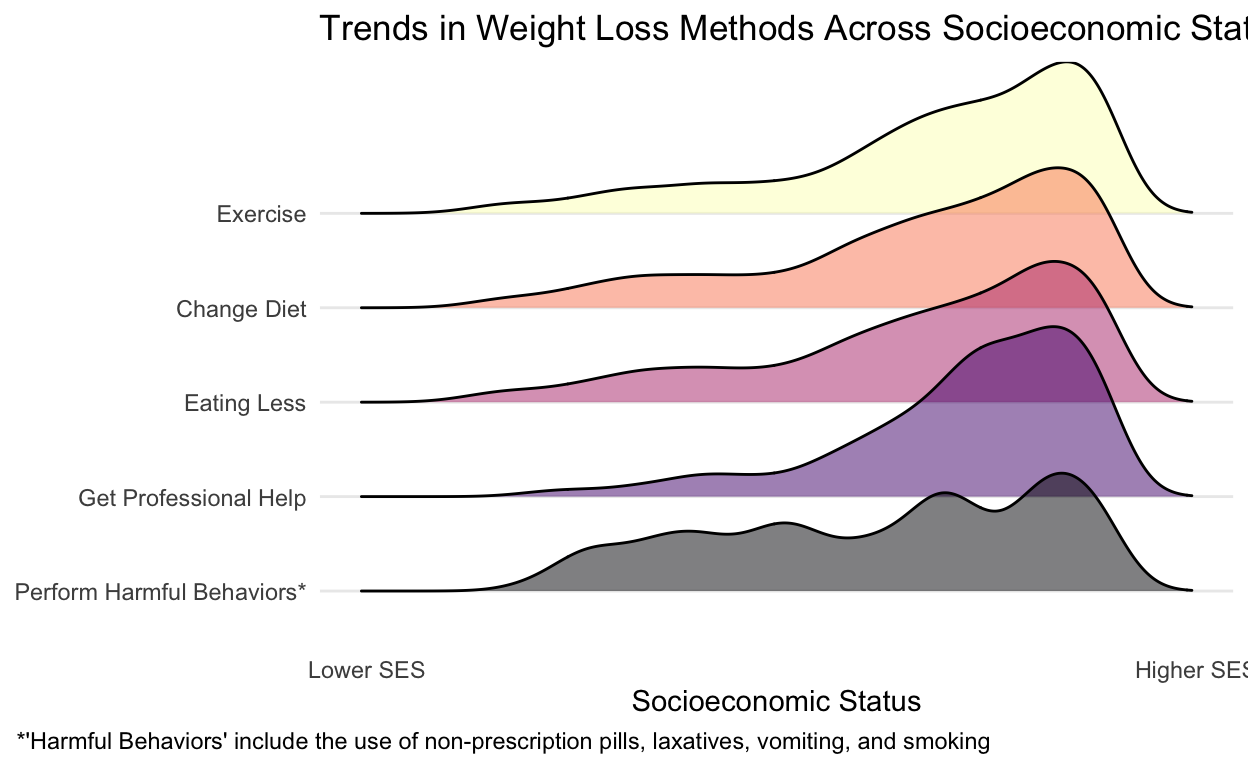 Trends in Weight Loss Methods Across Socioeconomic Stat
Exercise
Change Diet
Eating Less
Get Professional Help
Perform Harmful Behaviors*
Lower SES
Higher SES
Socioeconomic Status
*'Harmful Behaviors' include the use of non-prescription pills, laxatives, vomiting, and smoking